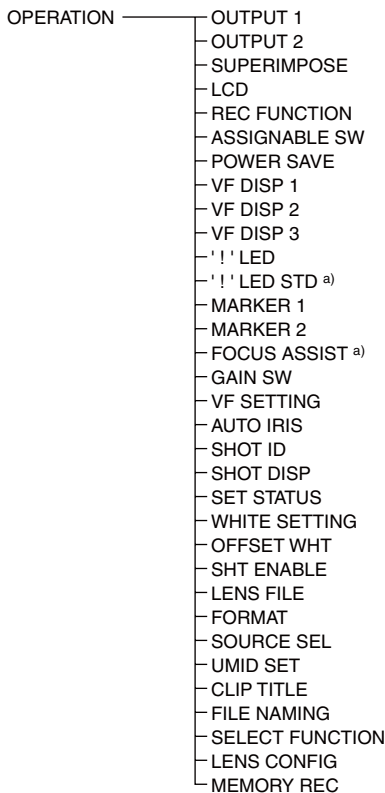 OPERATION
OUTPUT 1
OUTPUT 2
SUPERIMPOSE
LCD
REC FUNCTION
ASSIGNABLE SW
POWER SAVE
VF DISP 1
VF DISP 2
VF DISP 3
' ! ' LED
' ! ' LED STD a)
MARKER 1
MARKER 2
FOCUS ASSIST a)
GAIN SW
VF SETTING
AUTO IRIS
SHOT ID
SHOT DISP
SET STATUS
WHITE SETTING
OFFSET WHT
SHT ENABLE
LENS FILE
FORMAT
SOURCE SEL
UMID SET
CLIP TITLE
FILE NAMING
SELECT FUNCTION
LENS CONFIG
MEMORY REC